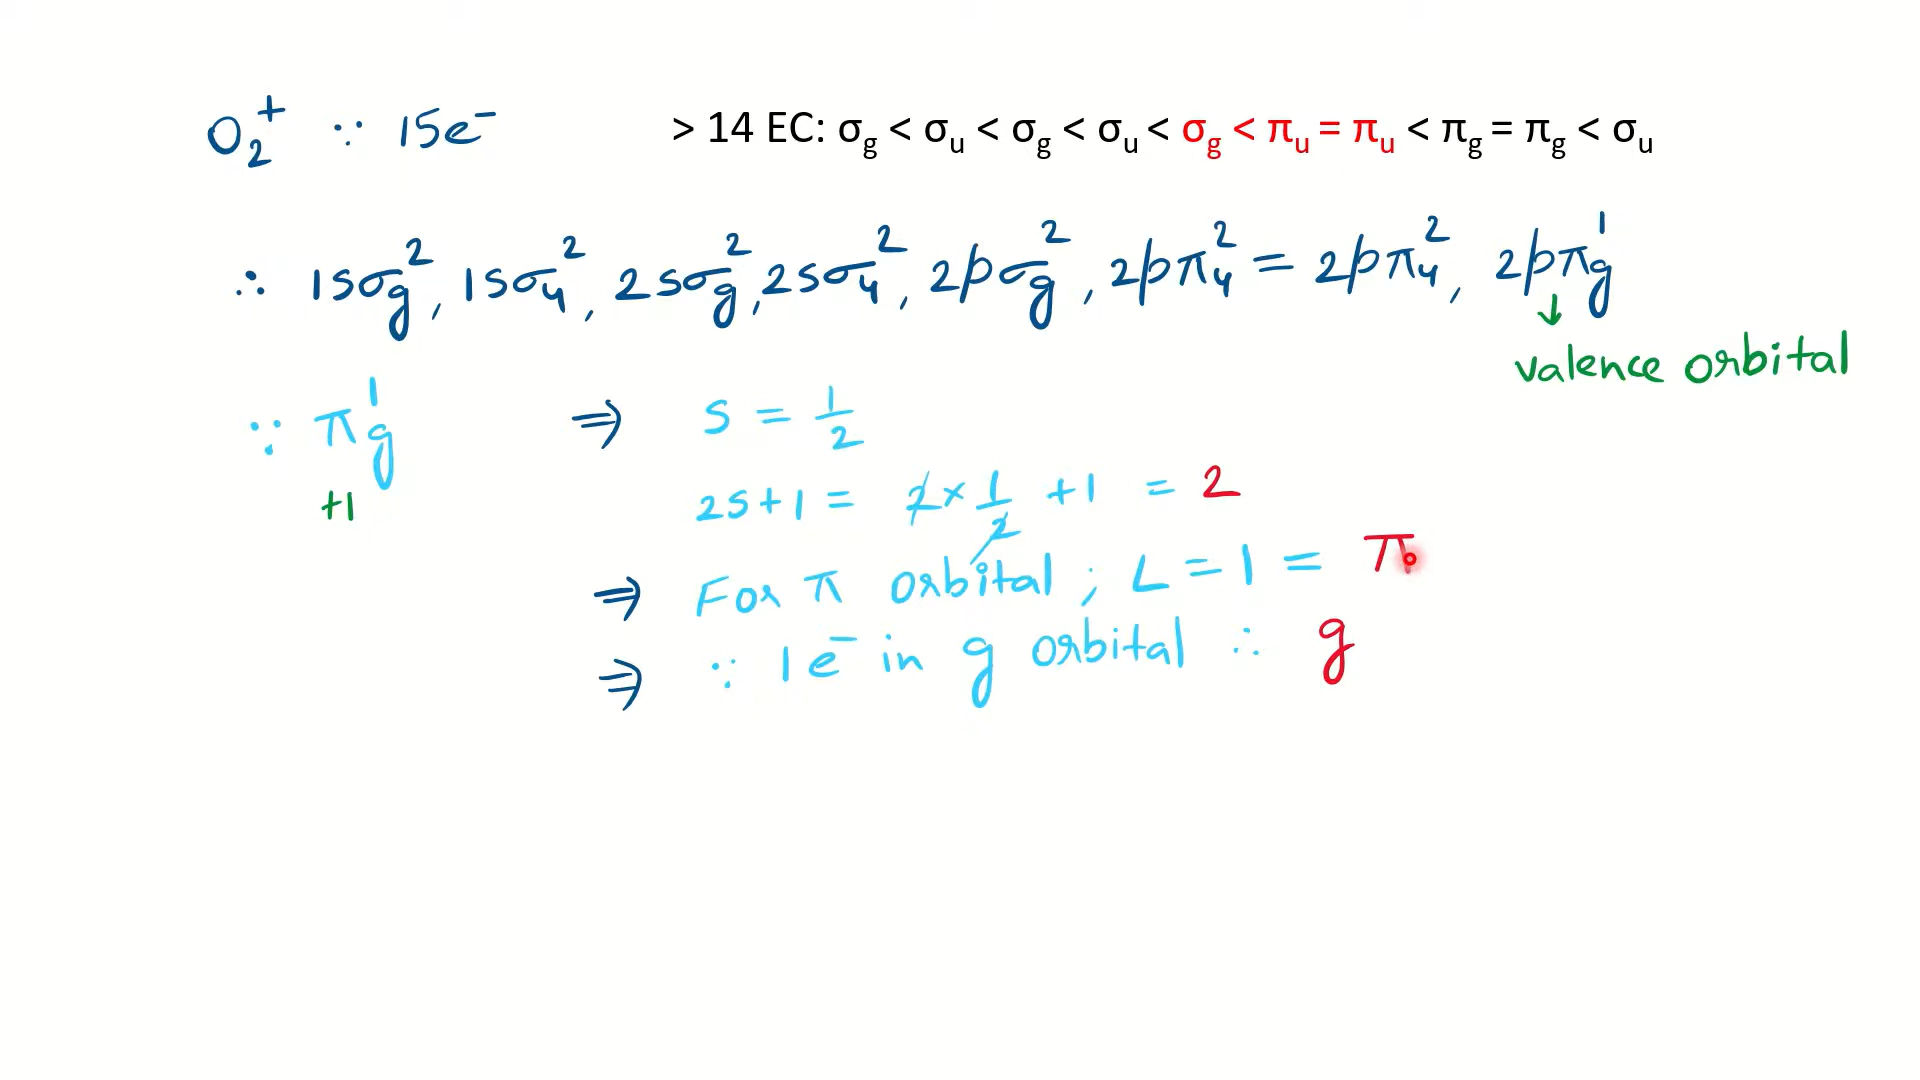 O₂⁺ ∵ 15e⁻ > 14 EC: σg < σu < σg < σu < σg < πu = πu < πg = πg < σu
∴ 1sσg², 1sσu², 2sσg², 2sσu², 2pσg², 2pπu² = 2pπu², 2pπg¹
↓
valence orbital
∵ πg¹ ⇒ S = 1/2
+1 2S+1 = 2 × 1/2 + 1 = 2
⇒ For π orbital ; L = 1 = π
⇒ ∵ 1e⁻ in g orbital ∴ g